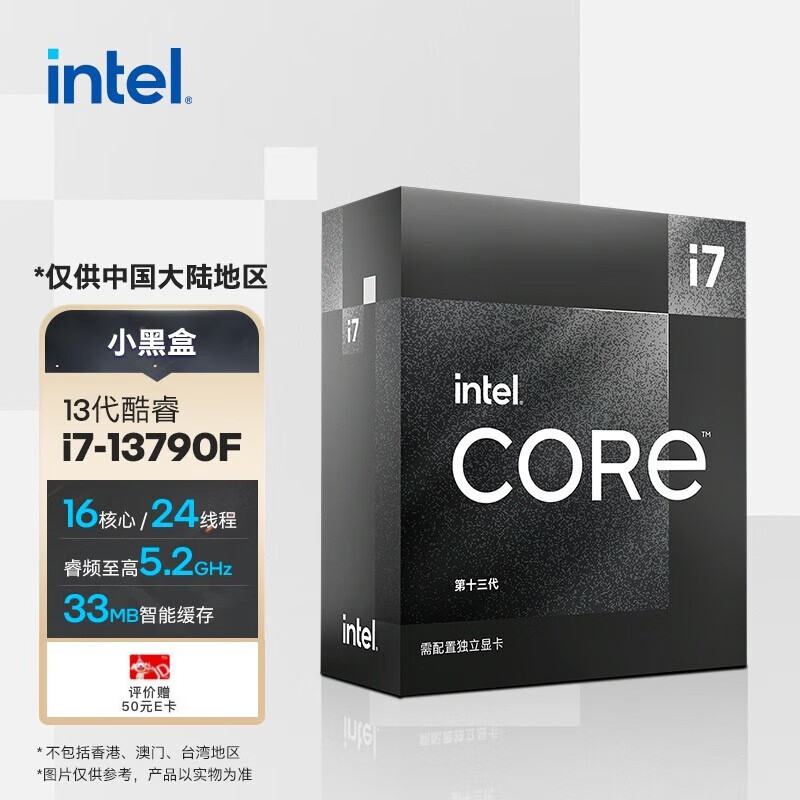 intel®
*仅供中国大陆地区
小黑盒
13代酷睿
i7-13790F
16核心/24线程
睿频至高5.2GHz
33MB智能缓存
评价赠
50元E卡
*不包括香港、澳门、台湾地区
*图片仅供参考，产品以实物为准
i7
i7
intel.
CORE™
第十三代
intel.
需配置独立显卡